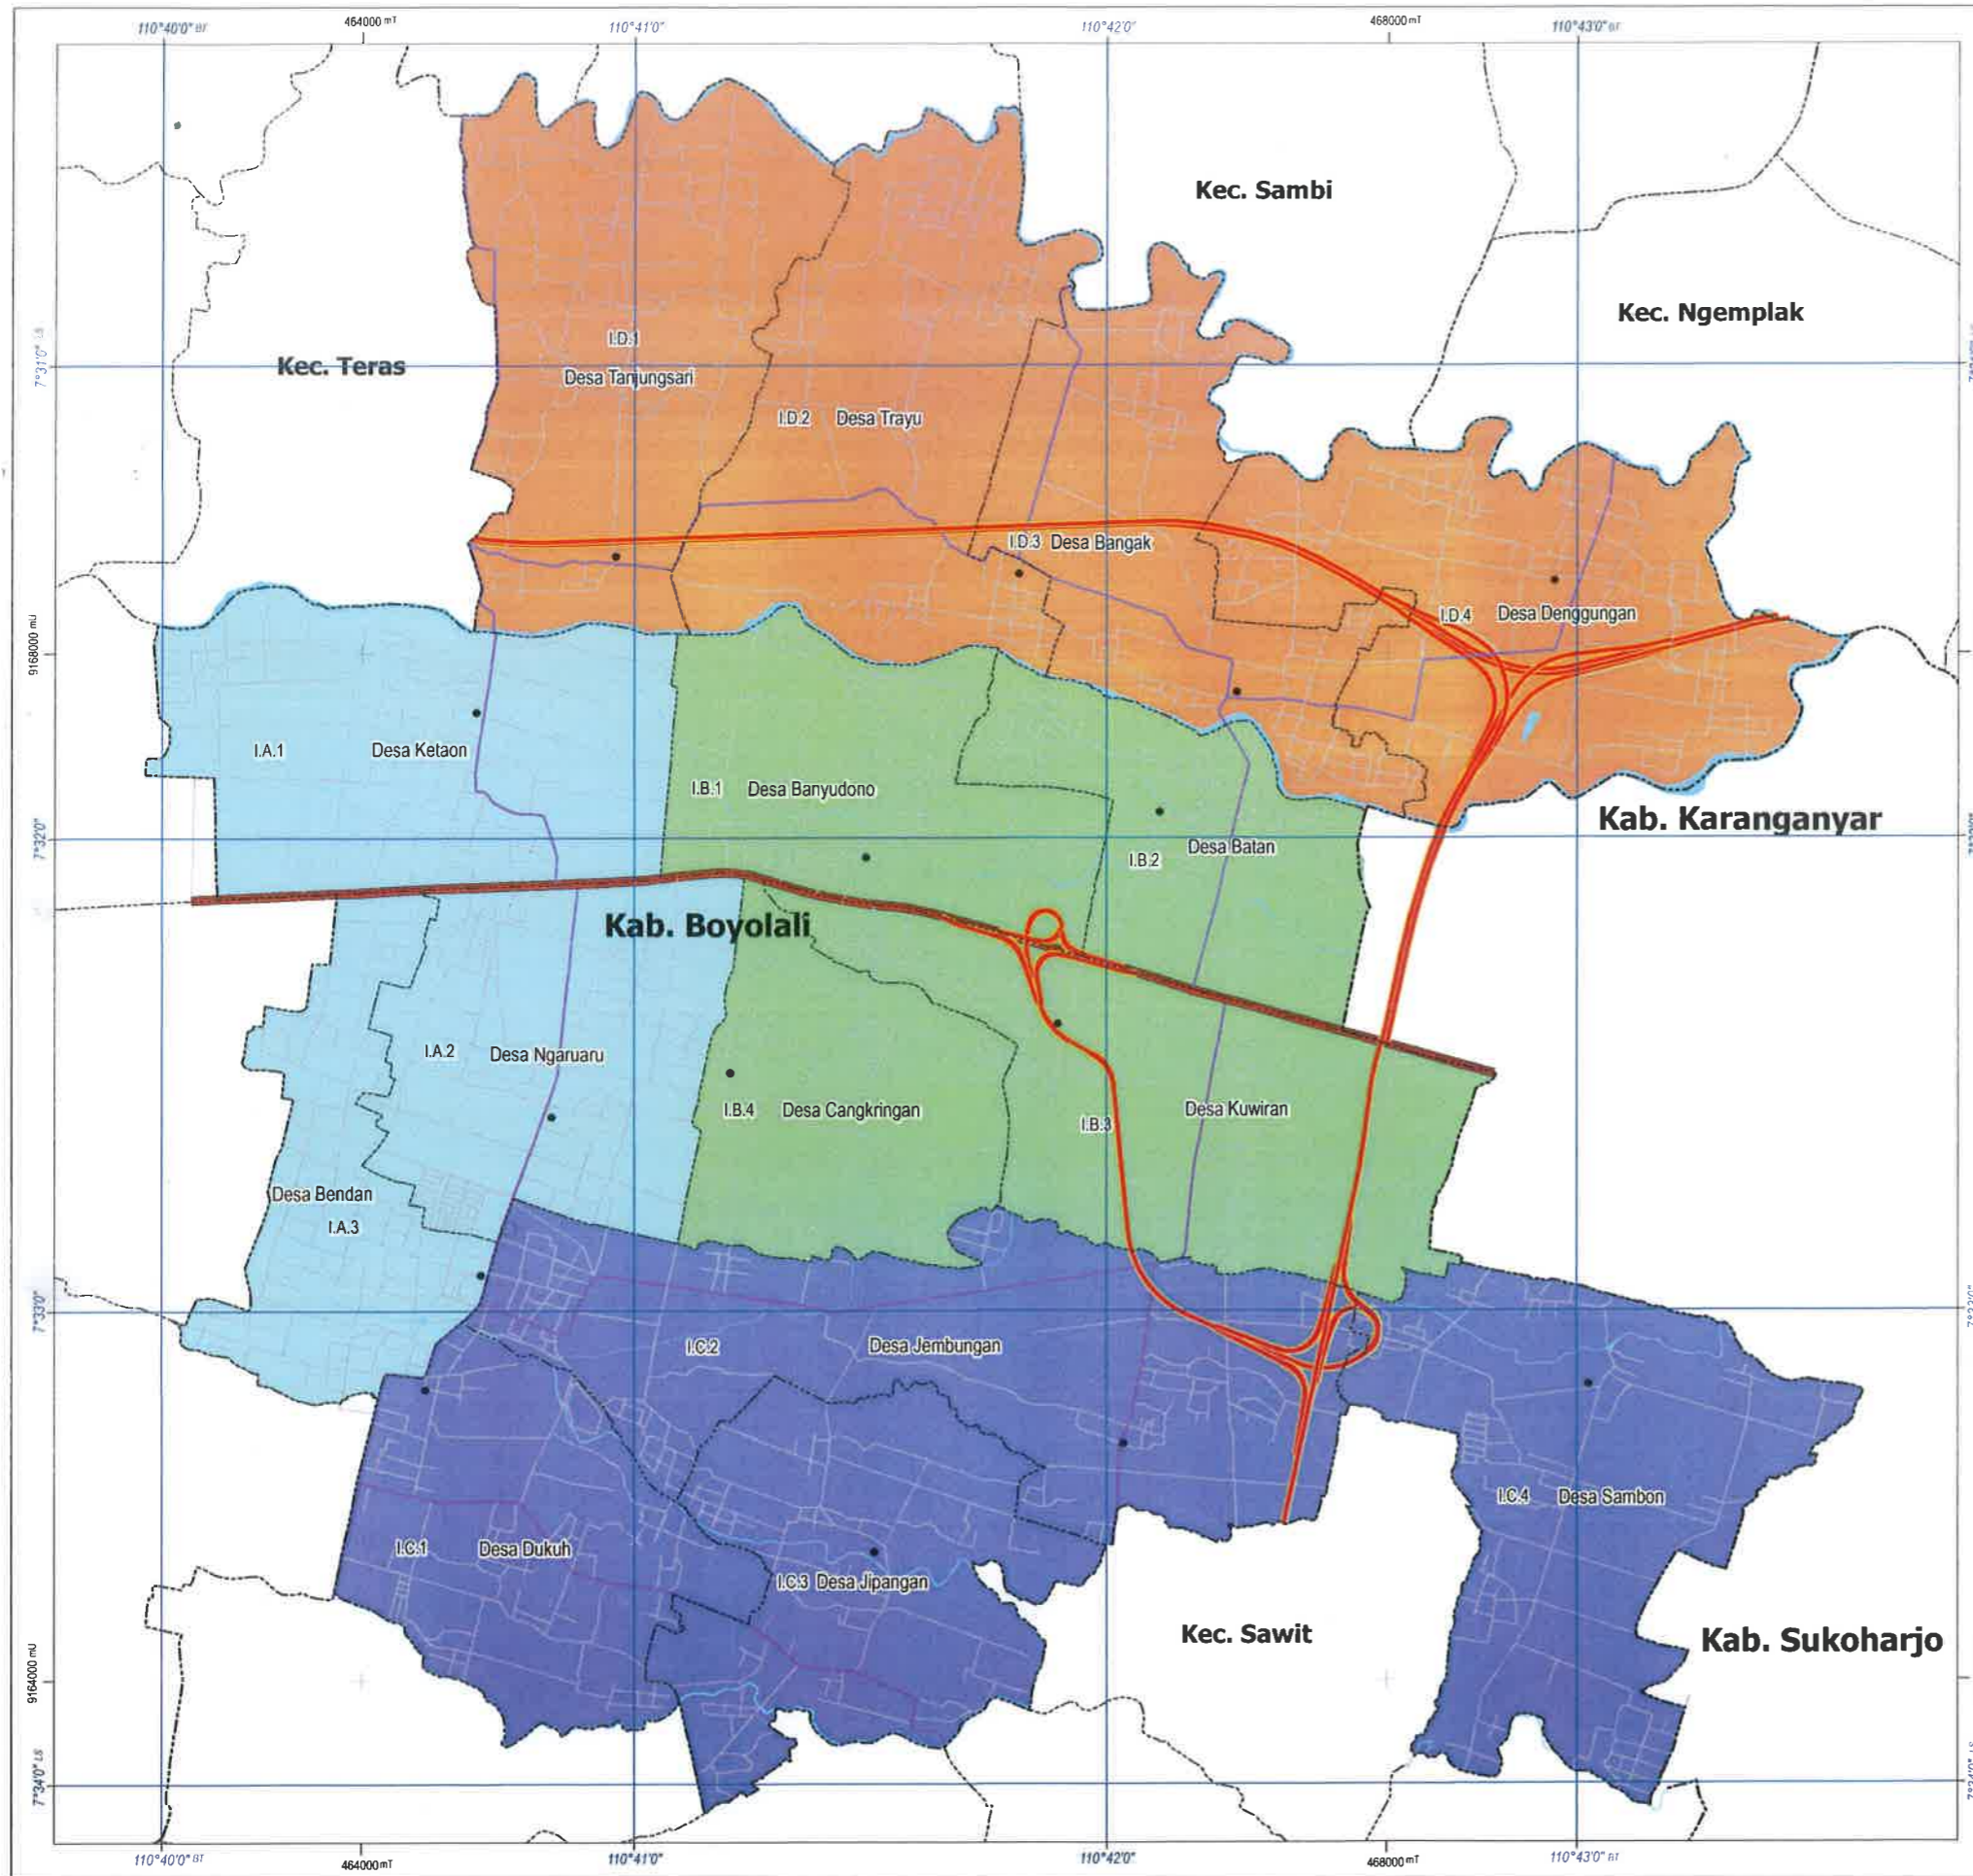 110°40'0" BT
464000 mT
110°41'0"
110°42'0"
468000 mT
110°43'0" BT
Kec. Sambi
Kec. Ngemplak
7°31'0" LS
Kec. Teras
I.D.1
Desa Tanjungsari
I.D.2 Desa Trayu
I.D.3 Desa Bangak
I.D.4 Desa Denggungan
9168000 mU
I.A.1 Desa Ketaon
I.B.1 Desa Banyudono
Kab. Karanganyar
7°32'0"
I.B.2 Desa Batan
Kab. Boyolali
I.A.2 Desa Ngaruaru
I.B.4 Desa Cangkringan
I.B.3 Desa Kuwiran
Desa Bendan
I.A.3
7°33'0"
I.C.2 Desa Jembungan
I.C.4 Desa Sambon
I.C.1 Desa Dukuh
I.C.3 Desa Jipangan
Kec. Sawit
Kab. Sukoharjo
9164000 mU
7°34'0" LS
110°40'0" BT
464000 mT
110°41'0"
110°42'0"
468000 mT
110°43'0" BT